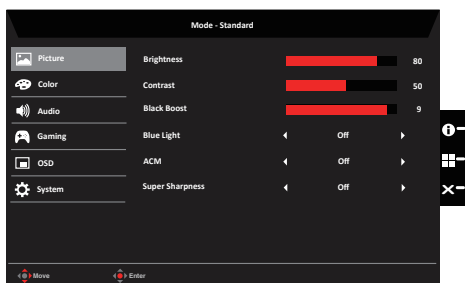 Mode - Standard
Picture
Brightness 80
Color
Contrast 50
Audio
Black Boost 9
Gaming
Blue Light Off
OSD
ACM Off
System
Super Sharpness Off
Move Enter